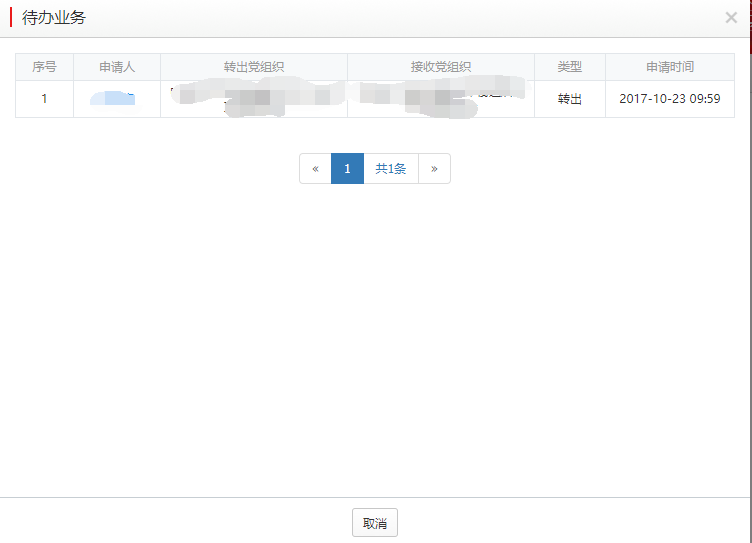 待办业务 ×
序号 申请人 转出党组织 接收党组织 类型 申请时间
1 转出 2017-10-23 09:59
« 1 共1条 »
取消